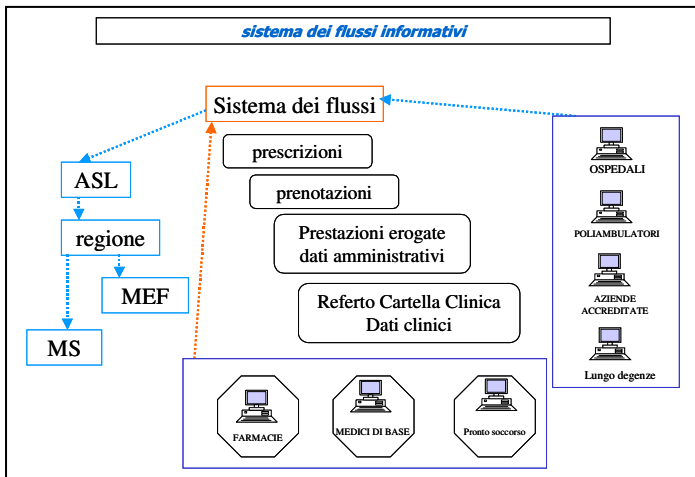 sistema dei flussi informativi
Sistema dei flussi
prescrizioni
prenotazioni
Prestazioni erogate
dati amministrativi
Referto Cartella Clinica
Dati clinici
ASL
regione
MEF
MS
OSPEDALI
POLIAMBULATORI
AZIENDE
ACCREDITATE
Lungo degenze
FARMACIE
MEDICI DI BASE
Pronto soccorso